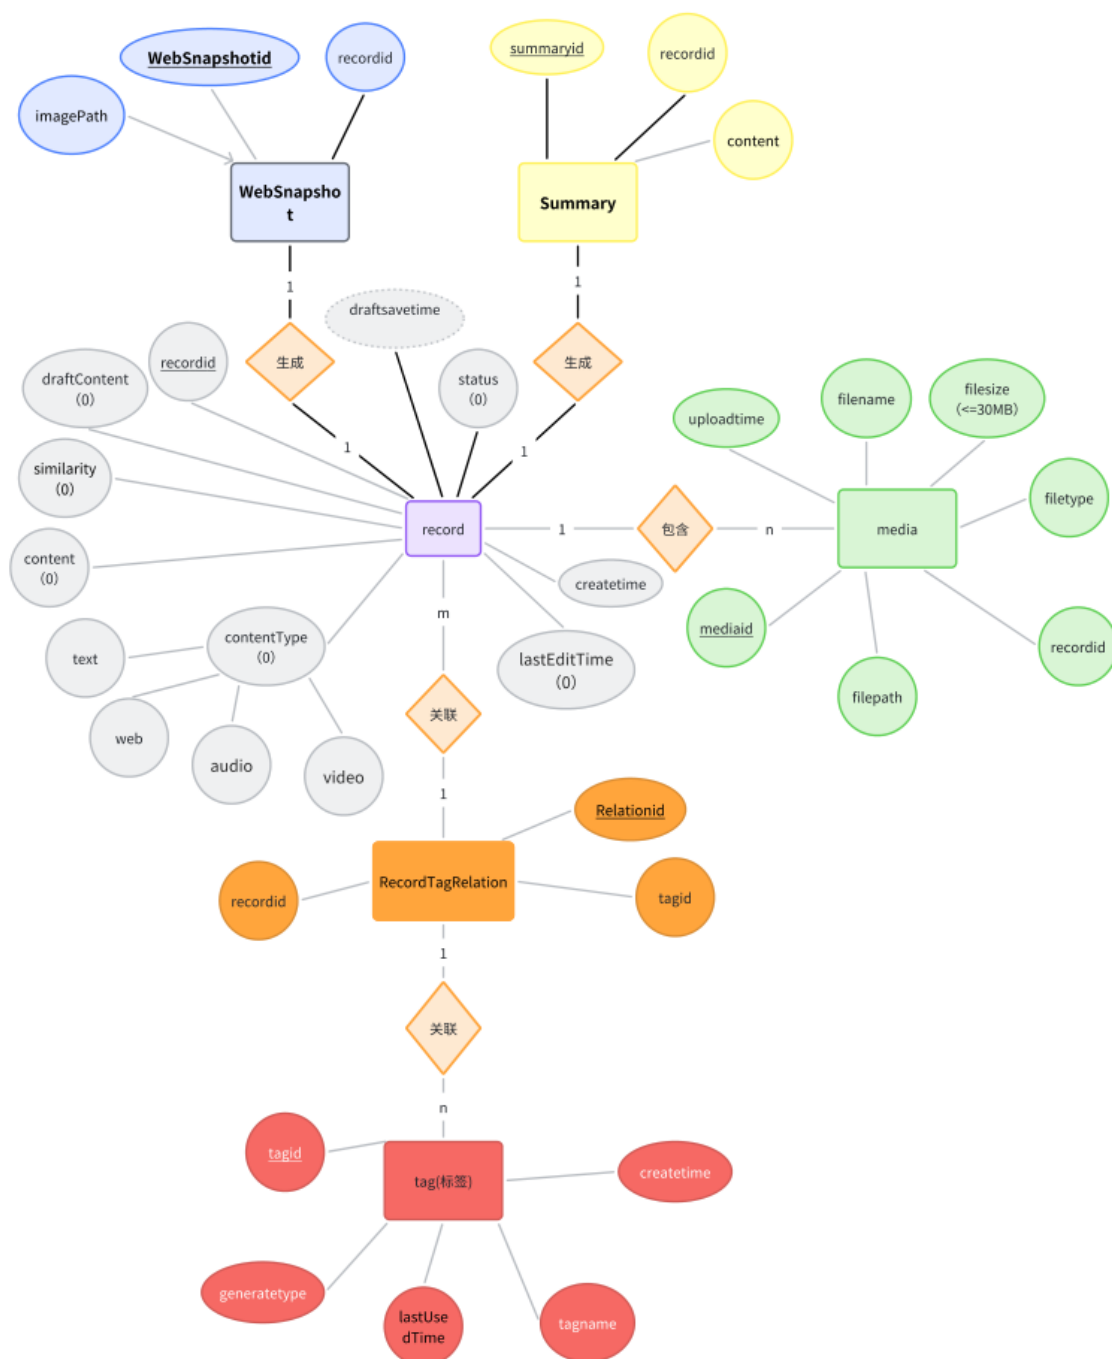 WebSnapshotid
recordid
imagePath
summaryid
recordid
content
WebSnapsho
t
Summary
1
1
draftsavetime
生成
生成
recordid
draftContent
（0）
status
（0）
similarity
（0）
1
1
content
（0）
record
1
包含
n
media
uploadtime
filename
filesize
（<=30MB）
filetype
mediaid
filepath
recordid
createtime
lastEditTime
（0）
contentType
（0）
text
web
audio
video
m
关联
1
Relationid
RecordTagRelation
recordid
tagid
1
关联
n
tagid
tag(标签)
createtime
generatetype
lastUse
dTime
tagname